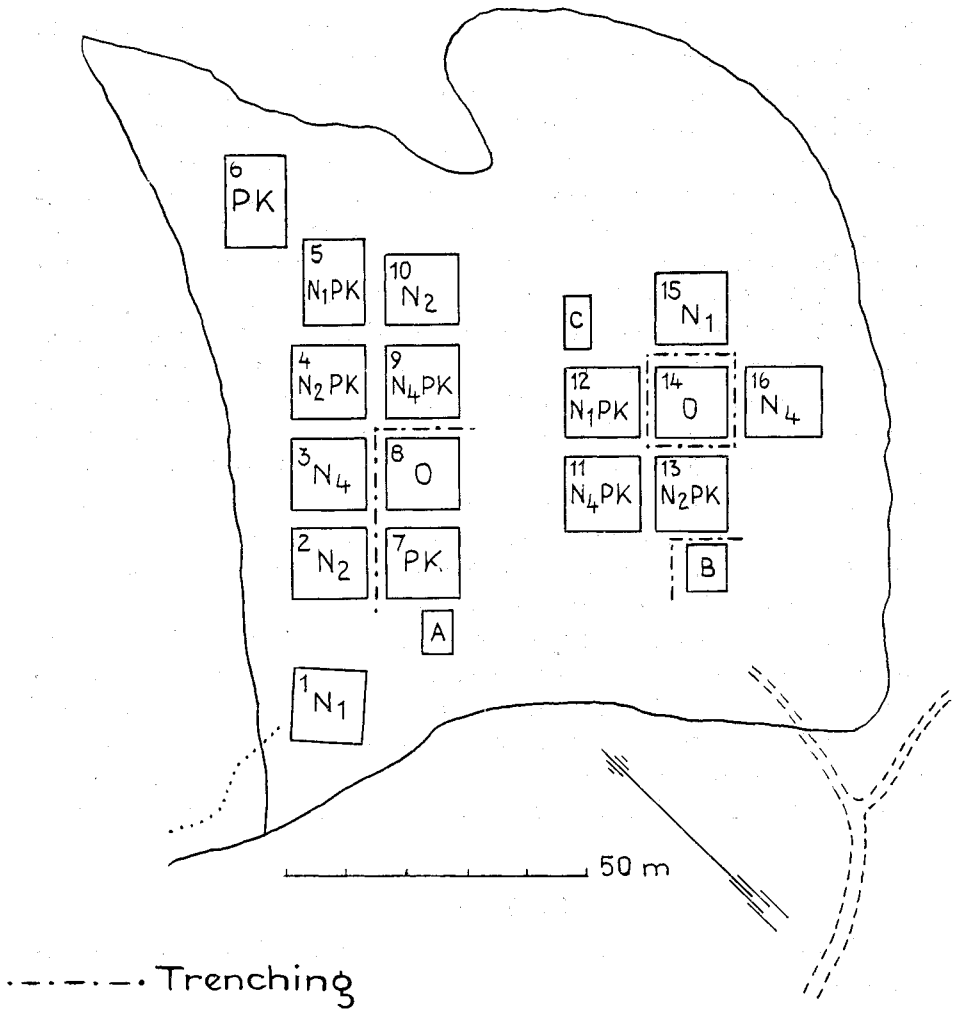 6
PK
5
N₁PK
10
N₂
4
N₂PK
9
N₄PK
3
N₄
8
O
2
N₂
7
PK
A
1
N₁
C
15
N₁
12
N₁PK
14
O
16
N₄
11
N₄PK
13
N₂PK
B
50 m
Trenching